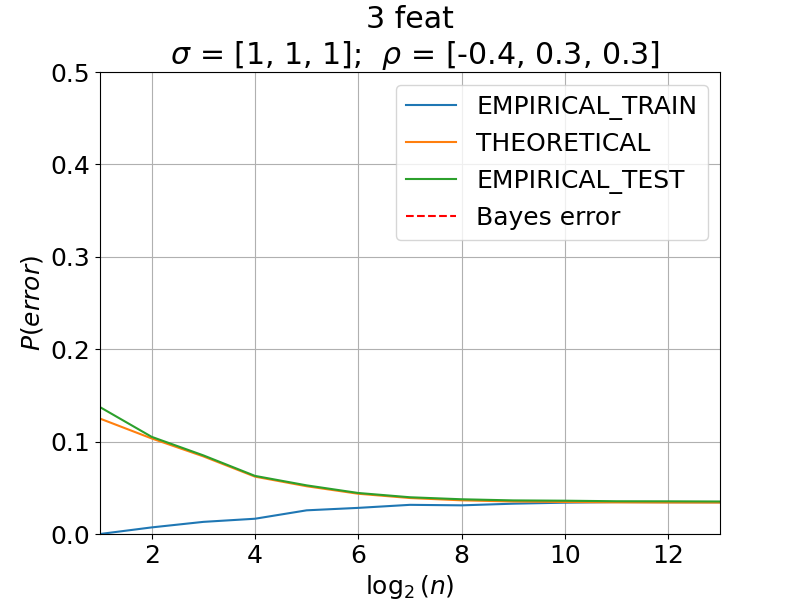 3 feat
σ = [1, 1, 1];  ρ = [-0.4, 0.3, 0.3]
0.5
0.4
0.3
0.2
0.1
0.0
P(error)
EMPIRICAL_TRAIN
THEORETICAL
EMPIRICAL_TEST
Bayes error
2 4 6 8 10 12
log₂(n)